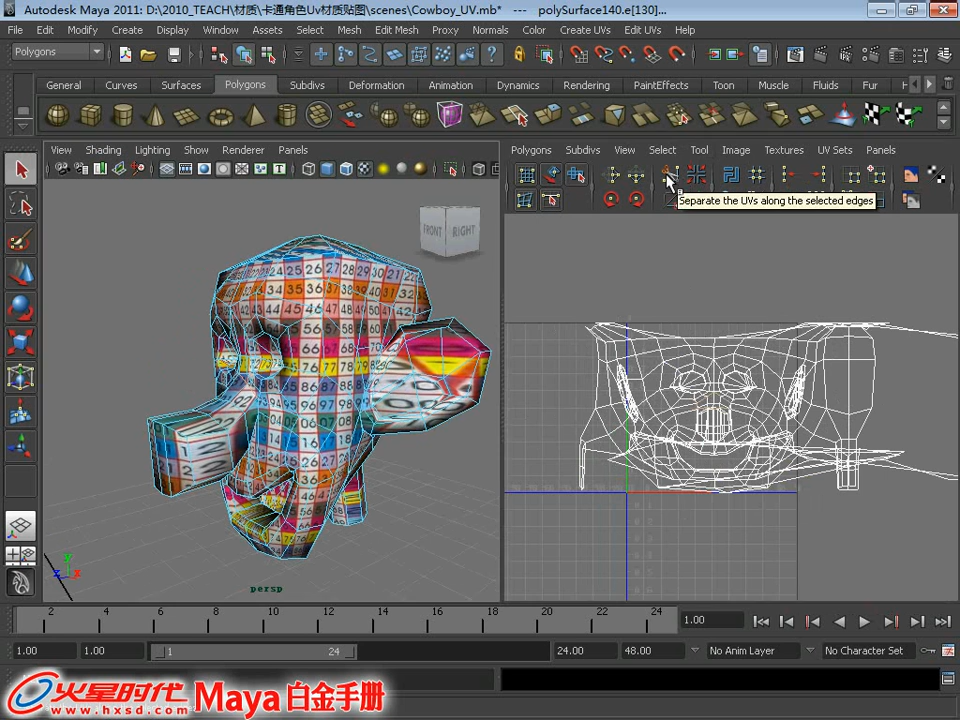 Autodesk Maya 2011: D:\2010_TEACH\材质\卡通角色Uv材质贴图\scenes\Cowboy_UV.mb* --- polySurface140.e[130]...
File Edit Modify Create Display Window Assets Select Mesh Edit Mesh Proxy Normals Color Create UVs Edit UVs Help
Polygons
General Curves Surfaces Polygons Subdivs Deformation Animation Dynamics Rendering PaintEffects Toon Muscle Fluids Fur
View Shading Lighting Show Renderer Panels
Polygons Subdivs View Select Tool Image Textures UV Sets Panels
Separate the UVs along the selected edges
FRONT RIGHT
persp
2 4 6 8 10 12 14 16 18 20 22 24
1.00
1.00 1.00 1 24 24.00 48.00 No Anim Layer No Character Set
火星时代 Maya白金手册
www.hxsd.com